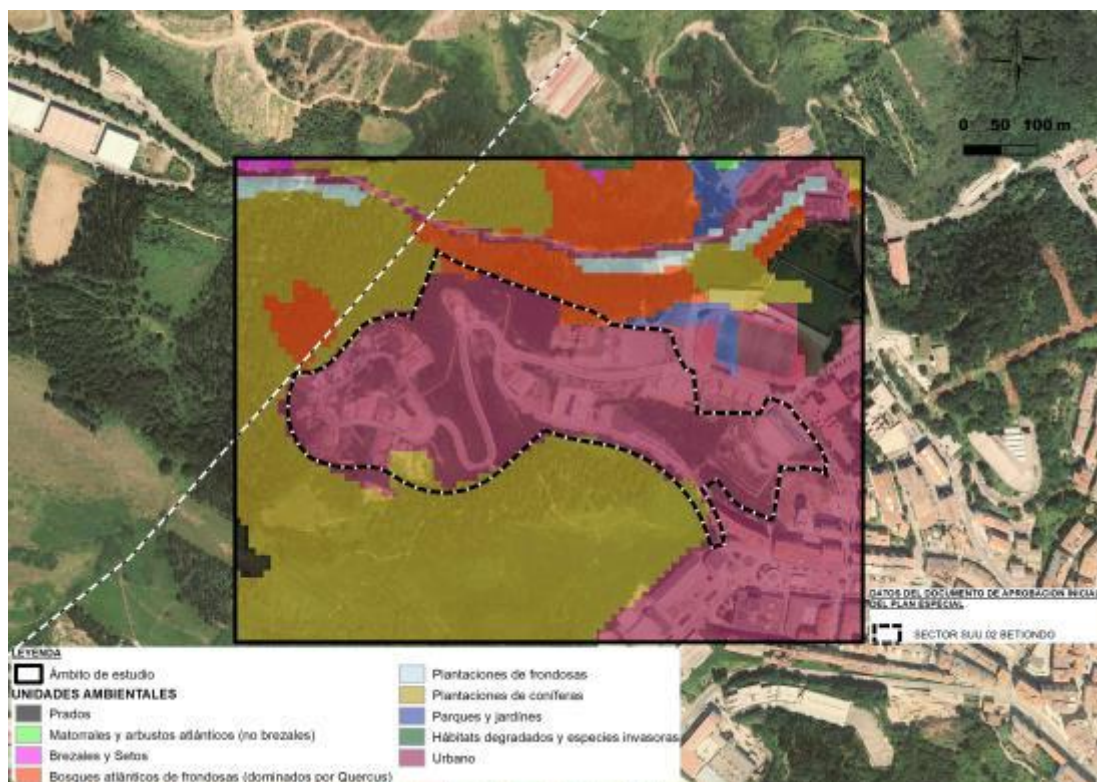 0 50 100 m
DATOS DEL DOCUMENTO DE APROBACION INICIAL
DEL PLAN ESPECIAL
SECTOR SUU 02 BETIONDO
LEYENDA
Ámbito de estudio
UNIDADES AMBIENTALES
Prados
Matorrales y arbustos atlánticos (no brezales)
Brezales y Setos
Bosques atlánticos de frondosas (dominados por Quercus)
Plantaciones de frondosas
Plantaciones de coníferas
Parques y jardines
Hábitats degradados y especies invasoras
Urbano